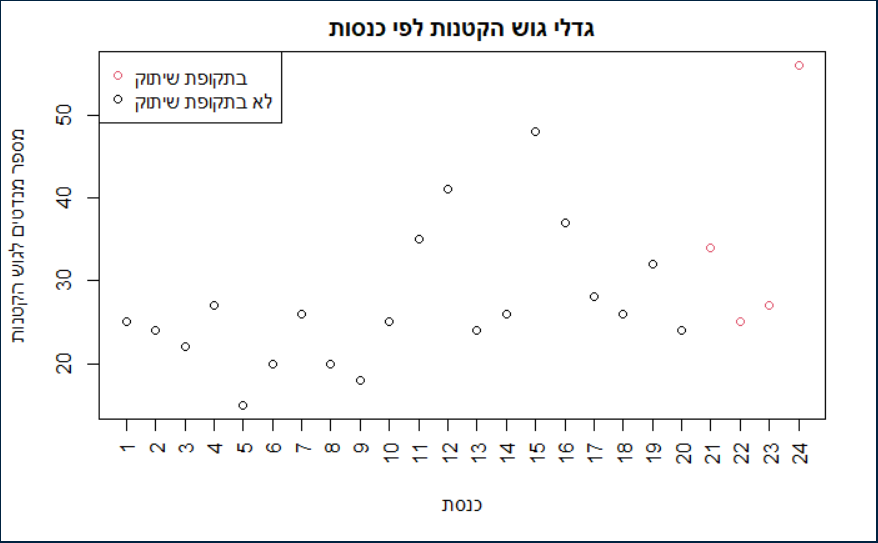 גדלי גוש הקטנות לפי כנסות
בתקופת שיתוק
לא בתקופת שיתוק
מספר מנדטים לגוש הקטנות
50
40
30
20
1 2 3 4 5 6 7 8 9 10 11 12 13 14 15 16 17 18 19 20 21 22 23 24
כנסת